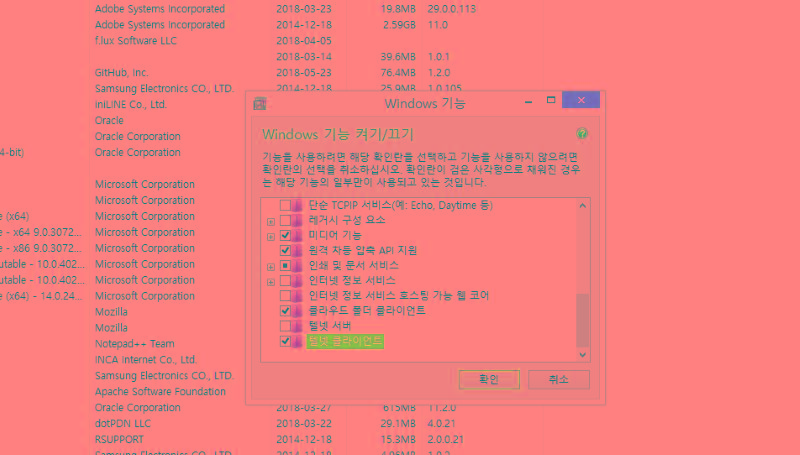 Adobe Systems Incorporated 2018-03-23 19.8MB 29.0.0.113
Adobe Systems Incorporated 2014-12-18 2.59GB 11.0
f.lux Software LLC 2018-04-05
2018-03-14 39.6MB 1.0.1
GitHub, Inc. 2018-05-23 76.4MB 1.2.0
Samsung Electronics CO., LTD. 2014-12-18 25.9MB 1.0.105
iniLINE Co., Ltd.
Oracle
Oracle Corporation
4-bit) Oracle Corporation
Microsoft Corporation
Microsoft Corporation
e (x64) Microsoft Corporation
e - x64 9.0.3072... Microsoft Corporation
e - x86 9.0.3072... Microsoft Corporation
utable - 10.0.402... Microsoft Corporation
utable - 10.0.402... Microsoft Corporation
e (x64) - 14.0.24... Microsoft Corporation
Mozilla
Mozilla
Notepad++ Team
INCA Internet Co., Ltd.
Samsung Electronics CO., LTD.
Apache Software Foundation
Oracle Corporation 2018-03-27 615MB 11.2.0
dotPDN LLC 2018-03-22 29.1MB 4.0.21
RSUPPORT 2014-12-18 15.3MB 2.0.0.21
Windows 기능
Windows 기능 켜기/끄기
기능을 사용하려면 해당 확인란을 선택하고 기능을 사용하지 않으려면
확인란의 선택을 취소하십시오. 확인란이 검은 사각형으로 채워진 경우
는 해당 기능의 일부만이 사용되고 있는 것입니다.
단순 TCPIP 서비스(예: Echo, Daytime 등)
레거시 구성 요소
미디어 기능
원격 차등 압축 API 지원
인쇄 및 문서 서비스
인터넷 정보 서비스
인터넷 정보 서비스 호스팅 가능 웹 코어
클라우드 폴더 클라이언트
텔넷 서버
텔넷 클라이언트
확인 취소